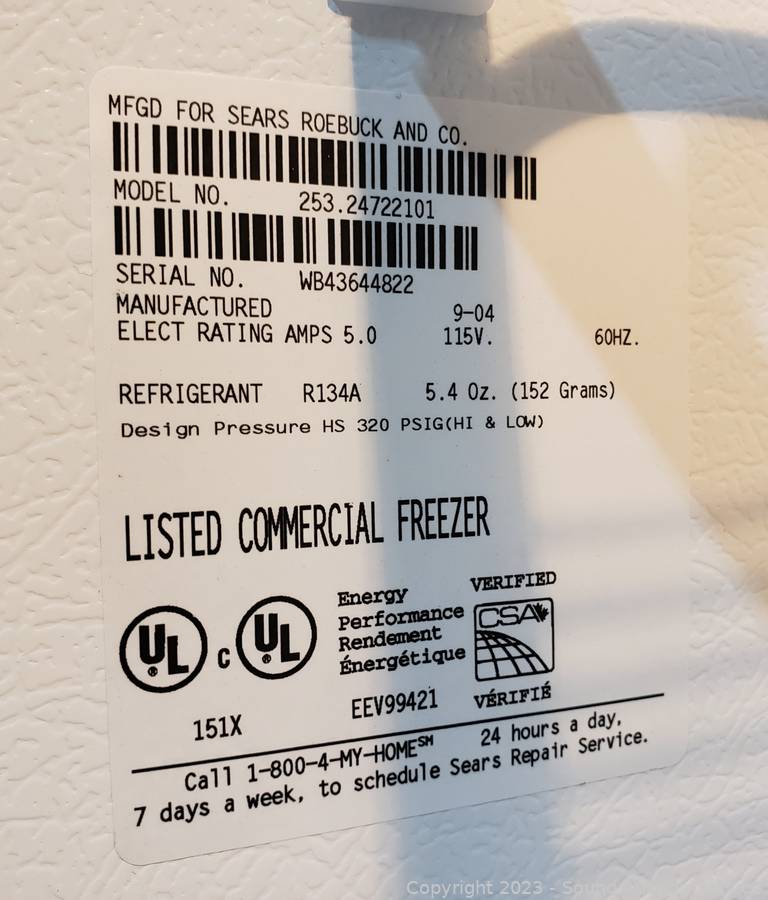 MFGD FOR SEARS ROEBUCK AND CO.
MODEL NO. 253.24722101
SERIAL NO. WB43644822
MANUFACTURED 9-04
ELECT RATING AMPS 5.0 115V. 60HZ.
REFRIGERANT R134A 5.4 Oz. (152 Grams)
Design Pressure HS 320 PSIG(HI & LOW)
LISTED COMMERCIAL FREEZER
UL ® C UL ®
151X
Energy
Performance
Rendement
Énergétique
EEV99421
VERIFIED
CSA
VÉRIFIÉ
Call 1-800-4-MY-HOME℠ 24 hours a day,
7 days a week, to schedule Sears Repair Service.
Copyright 2023 - Sound